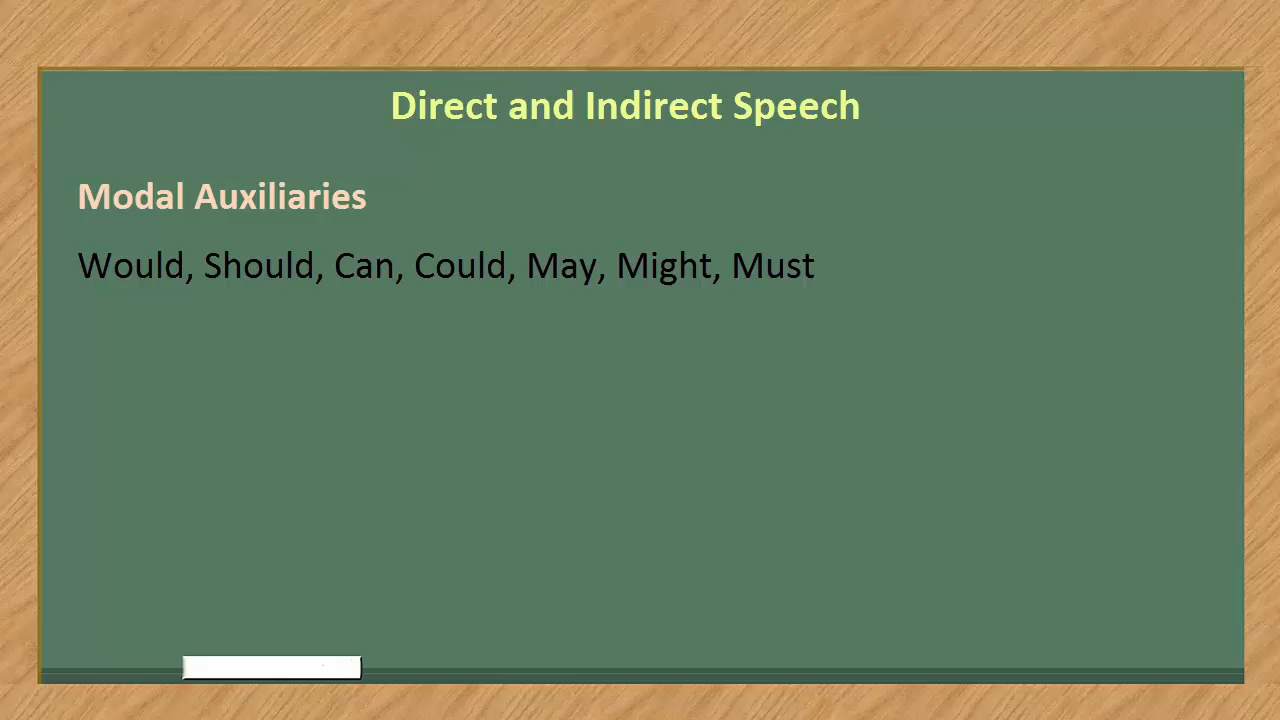 Direct and Indirect Speech
Modal Auxiliaries
Would, Should, Can, Could, May, Might, Must